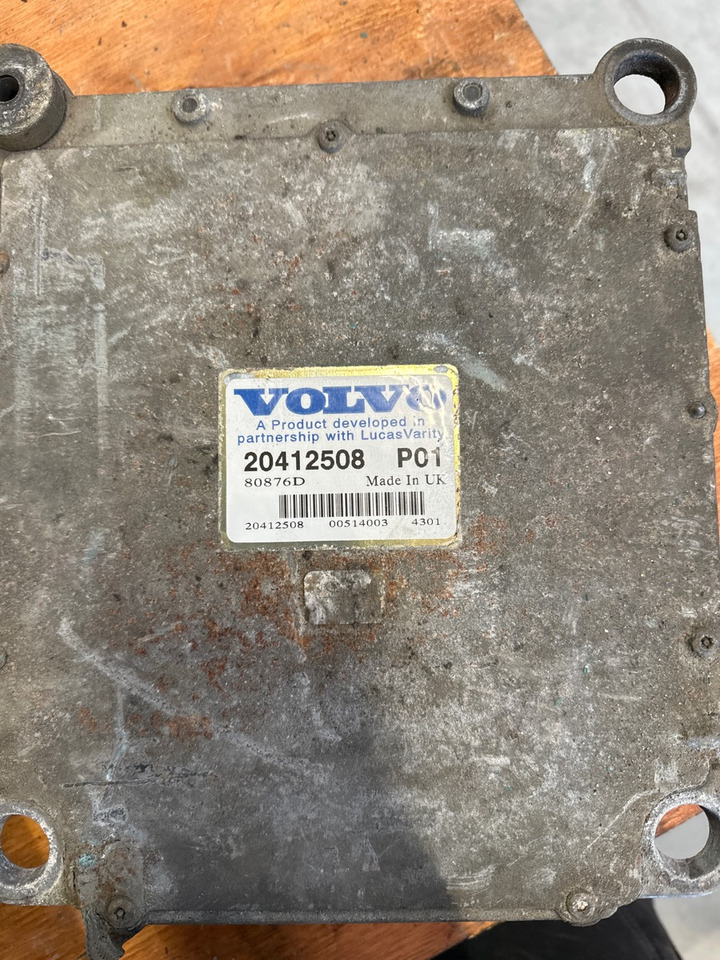 VOLVO
A Product developed in
partnership with LucasVarity
20412508 P01
80876D Made In UK
20412508 00514003 4301